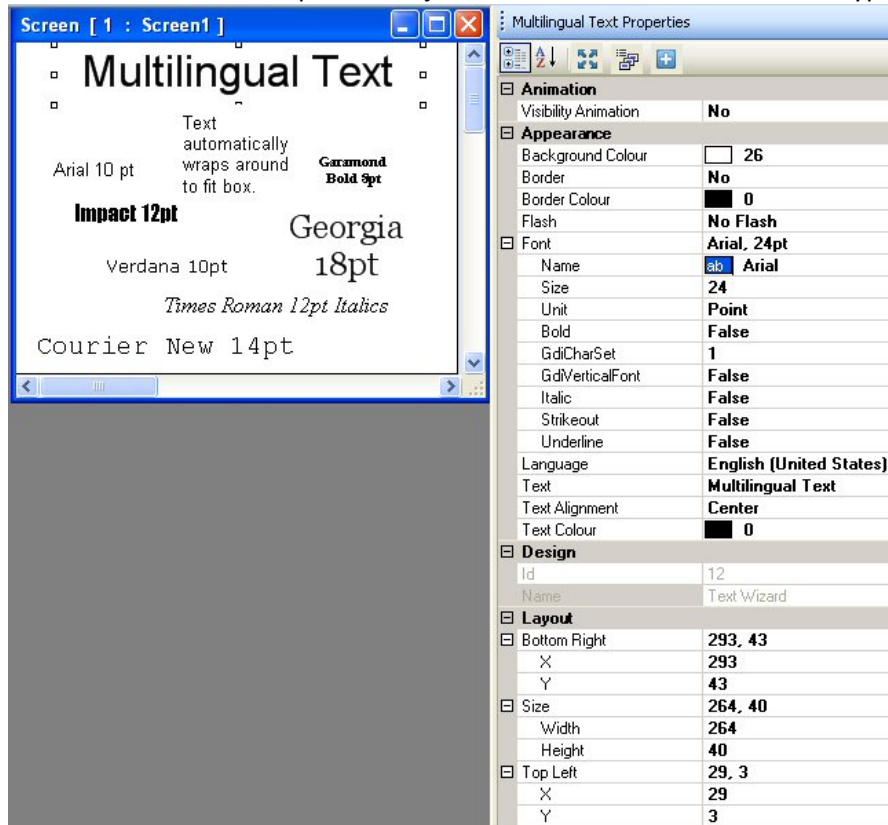 Screen [ 1 : Screen1 ]
Multilingual Text
Text
automatically
wraps around
to fit box.
Arial 10 pt
Garamond
Bold 8pt
Impact 12pt
Georgia
18pt
Verdana 10pt
Times Roman 12pt Italics
Courier New 14pt
Multilingual Text Properties
Animation
Visibility Animation No
Appearance
Background Colour 26
Border No
Border Colour 0
Flash No Flash
Font Arial, 24pt
Name ab Arial
Size 24
Unit Point
Bold False
GdiCharSet 1
GdiVerticalFont False
Italic False
Strikeout False
Underline False
Language English (United States)
Text Multilingual Text
Text Alignment Center
Text Colour 0
Design
Id 12
Name Text Wizard
Layout
Bottom Right 293, 43
X 293
Y 43
Size 264, 40
Width 264
Height 40
Top Left 29, 3
X 29
Y 3